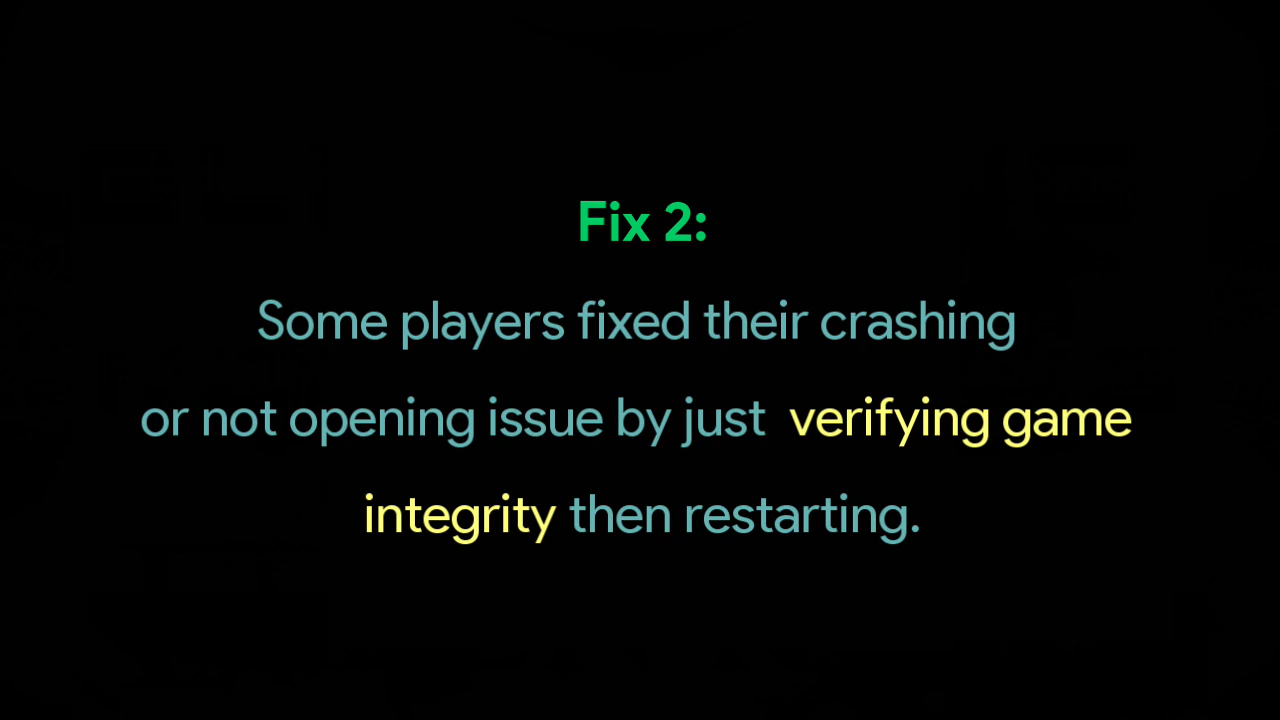 Fix 2:
Some players fixed their crashing
or not opening issue by just verifying game
integrity then restarting.